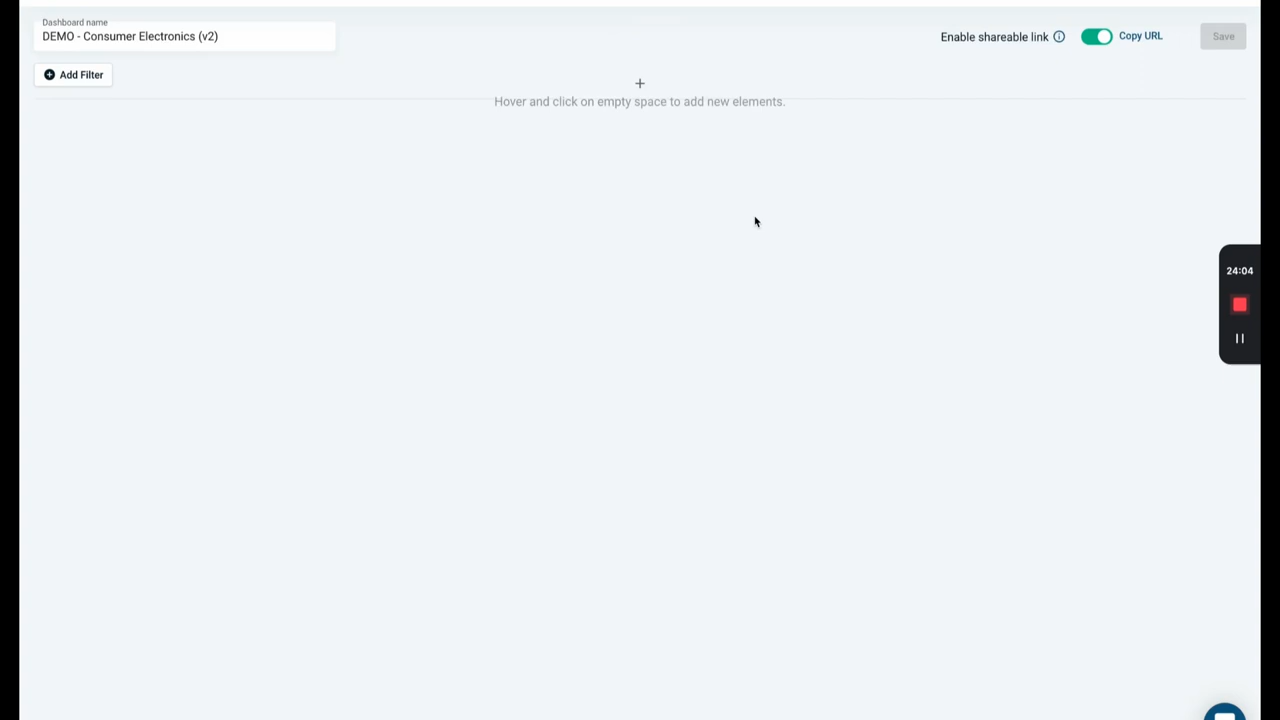 Dashboard name
DEMO - Consumer Electronics (v2)
Enable shareable link
Copy URL
Save
Add Filter
Hover and click on empty space to add new elements.
24:04